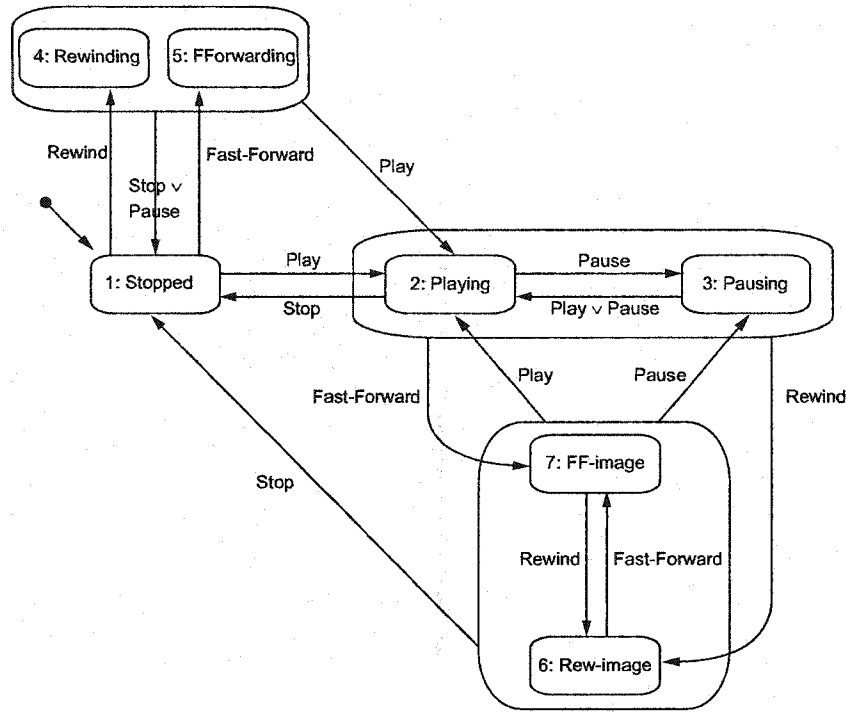 4: Rewinding
5: FForwarding
Rewind
Stop ∨
Pause
Fast-Forward
Play
1: Stopped
Play
Stop
2: Playing
Pause
Play ∨ Pause
3: Pausing
Fast-Forward
Play
Pause
Rewind
Stop
7: FF-image
Rewind
Fast-Forward
6: Rew-image